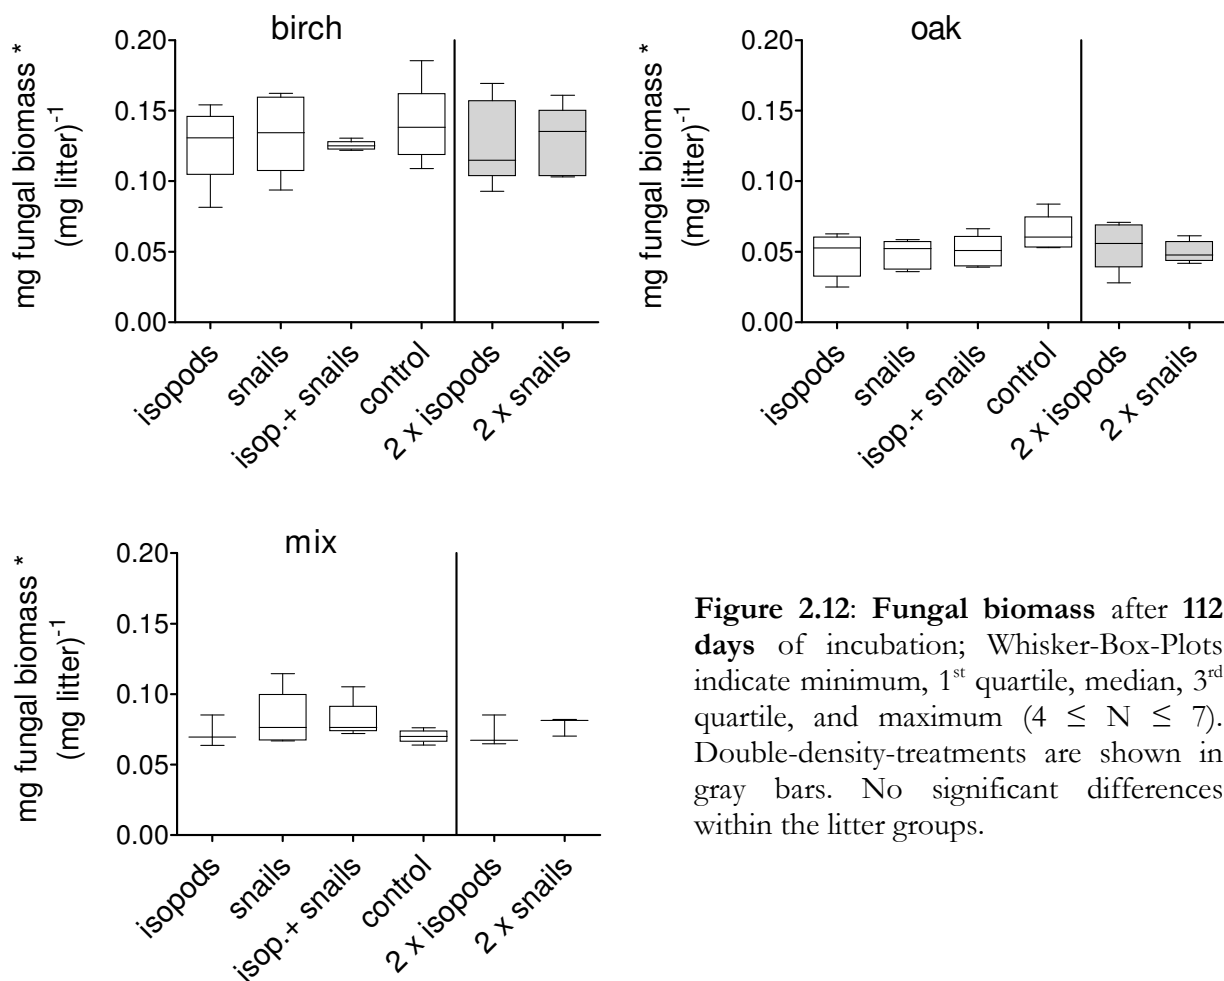 birch
0.20
0.15
0.10
0.05
0.00
mg fungal biomass *
(mg litter)-1
isopods
snails
isop.+ snails
control
2 x isopods
2 x snails
oak
0.20
0.15
0.10
0.05
0.00
mg fungal biomass *
(mg litter)-1
isopods
snails
isop.+ snails
control
2 x isopods
2 x snails
mix
0.20
0.15
0.10
0.05
0.00
mg fungal biomass *
(mg litter)-1
isopods
snails
isop.+ snails
control
2 x isopods
2 x snails
Figure 2.12: Fungal biomass after 112
days of incubation; Whisker-Box-Plots
indicate minimum, 1st quartile, median, 3rd
quartile, and maximum (4 ≤ N ≤ 7).
Double-density-treatments are shown in
gray bars. No significant differences
within the litter groups.